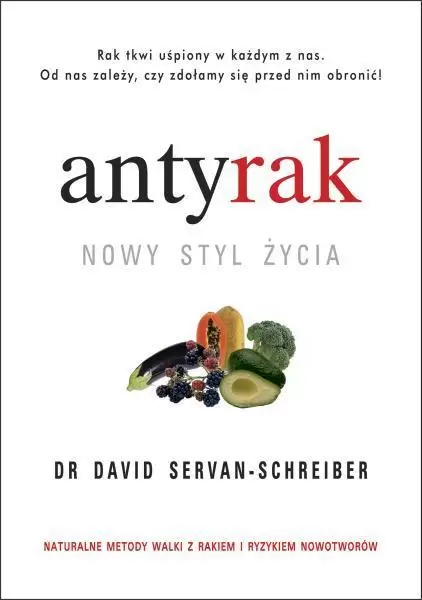 Rak tkwi uśpiony w każdym z nas.
Od nas zależy, czy zdołamy się przed nim obronić!
antyrak
NOWY STYL ŻYCIA
DR DAVID SERVAN-SCHREIBER
NATURALNE METODY WALKI Z RAKIEM I RYZYKIEM NOWOTWORÓW